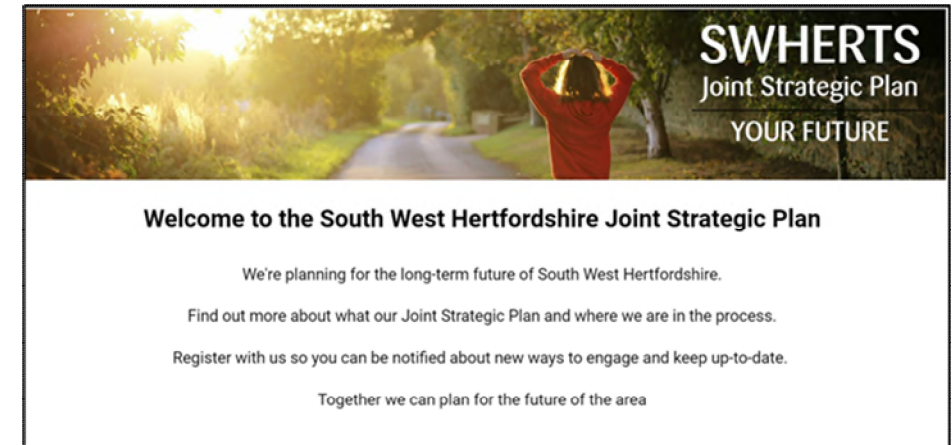 SWHERTS
Joint Strategic Plan
YOUR FUTURE
Welcome to the South West Hertfordshire Joint Strategic Plan
We're planning for the long-term future of South West Hertfordshire.
Find out more about what our Joint Strategic Plan and where we are in the process.
Register with us so you can be notified about new ways to engage and keep up-to-date.
Together we can plan for the future of the area